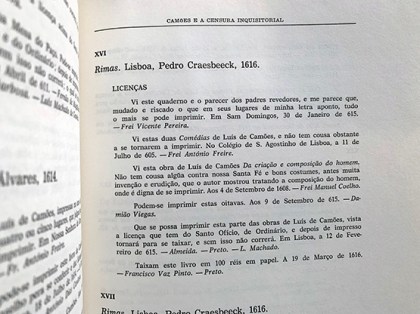 CAMÕES E A CENSURA INQUISITORIAL
XVI
Rimas. Lisboa, Pedro Craesbeeck, 1616.
LICENÇAS
Vi este quaderno e o parecer dos padres revedores, e me parece que,
mudado e riscado o que em seus lugares de minha letra aponto, tudo
o mais se pode imprimir. Em Sam Domingos, 30 de Janeiro de 615.
—Frei Vicente Pereira.
Vi estas duas Comédias de Luís de Camões, e não tem cousa obstante
a se tornarem a imprimir. No Colégio S. Agostinho de Lisboa, a 11 de
Julho de 605. — Frei António Freire.
Vi esta obra de Luís de Camões Da criação e composição do homem.
Não tem cousa algũa contra nossa Santa Fé e bons costumes, antes muita
invenção e erudição, que o autor mostrou tratando a composição do homem,
onde é digna de se imprimir. Aos 4 de Setembro de 1608. —Frei Manuel Coelho.
Podem-se imprimir estas oitavas. Aos 9 de Setembro de 615. —Da-
mião Viegas.
Que se possa imprimir esta parte das obras de Luís de Camões, vista
a licença que tem do Santo Ofício, de Ordinário, e depois de impresso
tornará para se taixar, e sem isso não correrá. Em Lisboa, a 12 de Feve-
reiro de 615. —Almeida. —Preto. —L. Machado.
Taixam este livro em 100 réis em papel. A 19 de Março de 1616.
—Francisco Vaz Pinto. —Preto.
XVII
Rimas. Lisboa, Pedro Craesbeeck, 1616.
Álvares, 1614.